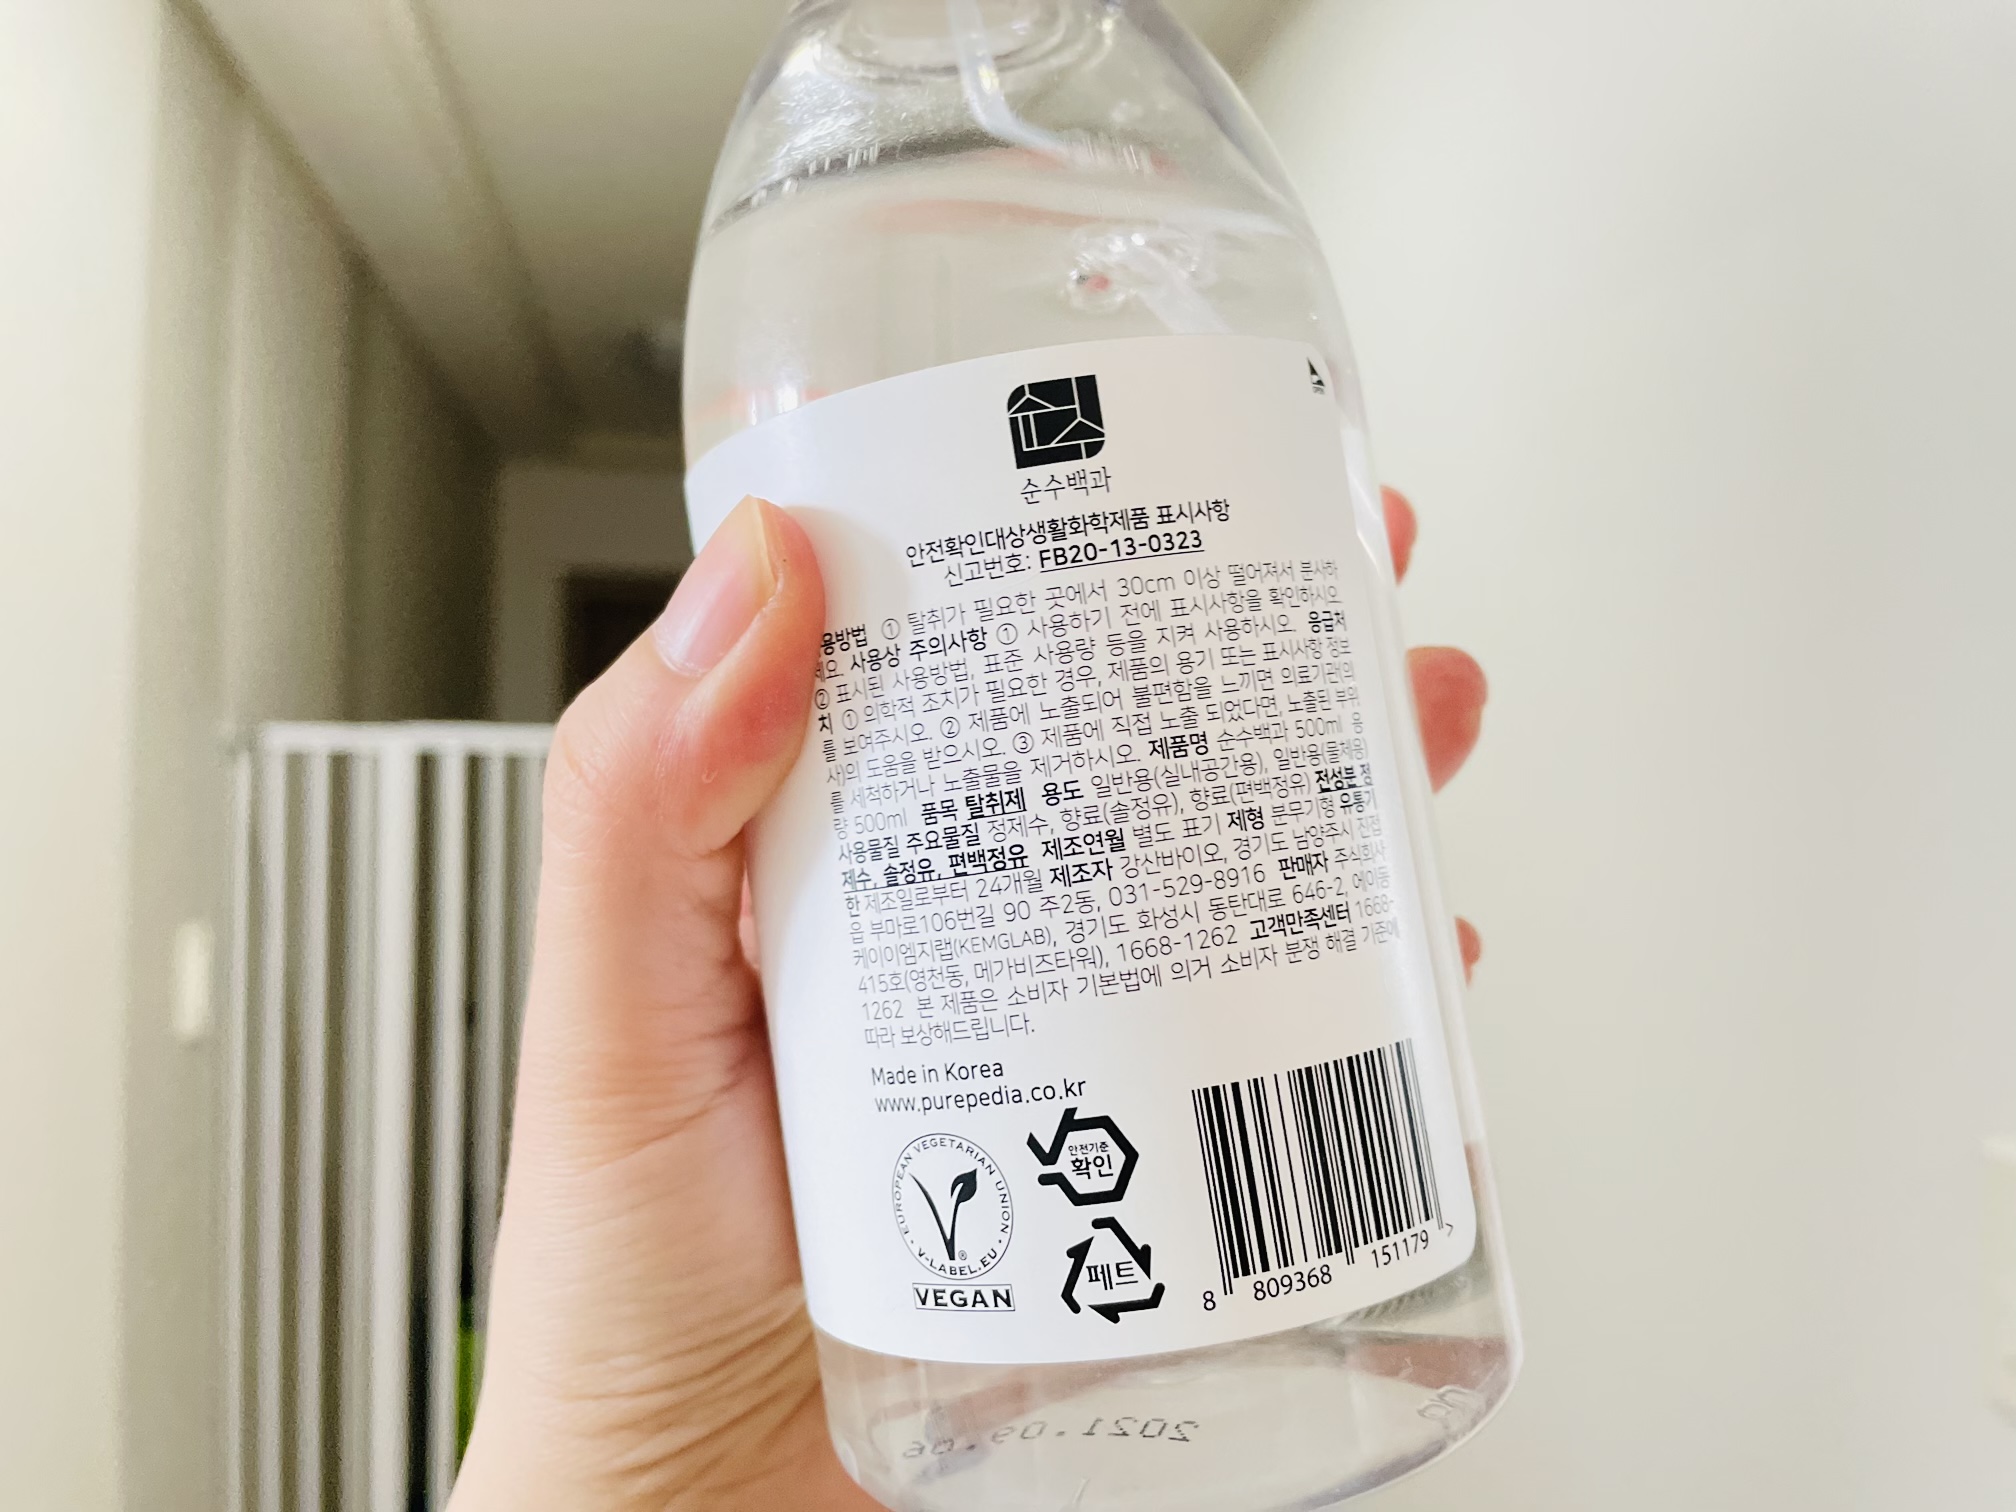 순수백과
안전확인대상생활화학제품 표시사항
신고번호: FB20-13-0323
용방법 ① 탈취가 필요한 곳에서 30cm 이상 떨어져서 분사하
세요. 사용상 주의사항 ① 사용하기 전에 표시사항을 확인하시오
② 표시된 사용방법, 표준 사용량 등을 지켜 사용하시오. 응급처
치 ① 의학적 조치가 필요한 경우, 제품의 용기 또는 표시사항 정보
를 보여주시오. ② 제품에 노출되어 불편함을 느끼면 의료기관(의
사)의 도움을 받으시오. ③ 제품에 직접 노출 되었다면, 노출된 부위
를 세척하거나 노출물을 제거하시오. 제품명 순수백과 500ml 용
량 500ml 품목 탈취제 용도 일반용(실내공간용), 일반용(물체용)
사용물질 주요물질 정제수, 향료(솔정유), 향료(편백정유) 전성분 정
제수, 솔정유, 편백정유 제조연월 별도 표기 제형 분무기형 유통기
한 제조일로부터 24개월 제조자 강산바이오, 경기도 남양주시 진접
읍 부마로106번길 90 주2동, 031-529-8916 판매자 주식회사
케이이엠지랩(KEMGLAB), 경기도 화성시 동탄대로 646-2, 에이동
415호(영천동, 메가비즈타워), 1668-1262 고객만족센터 1668-
1262 본 제품은 소비자 기본법에 의거 소비자 분쟁 해결 기준에
따라 보상해드립니다.
Made in Korea
www.purepedia.co.kr
EUROPEAN VEGETARIAN UNION
V-LABEL.EU
®
VEGAN
안전기준
확인
페트
8 809368 151179 >
2021.09.06